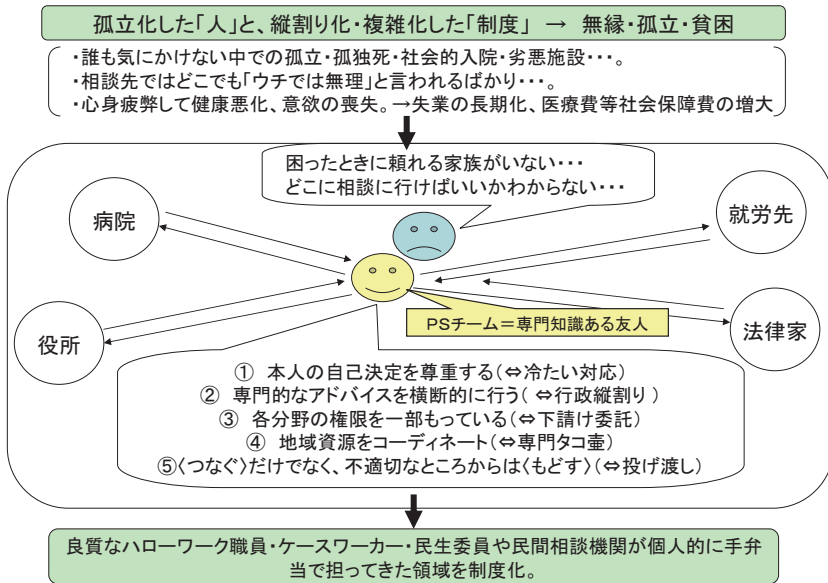 孤立化した「人」と、縦割り化・複雑化した「制度」 → 無縁・孤立・貧困
・誰も気にかけない中での孤立・孤独死・社会的入院・劣悪施設・・・。
・相談先ではどこでも「ウチでは無理」と言われるばかり・・・。
・心身疲弊して健康悪化、意欲の喪失。→失業の長期化、医療費等社会保障費の増大
困ったときに頼れる家族がいない・・・
どこに相談に行けばいいかわからない・・・
病院
就労先
役所
PSチーム＝専門知識ある友人
法律家
① 本人の自己決定を尊重する（⇔冷たい対応）
② 専門的なアドバイスを横断的に行う（ ⇔行政縦割り ）
③ 各分野の権限を一部もっている（⇔下請け委託）
④ 地域資源をコーディネート（⇔専門タコ壷）
⑤〈つなぐ〉だけでなく、不適切なところからは〈もどす〉（⇔投げ渡し）
良質なハローワーク職員・ケースワーカー・民生委員や民間相談機関が個人的に手弁
当で担ってきた領域を制度化。